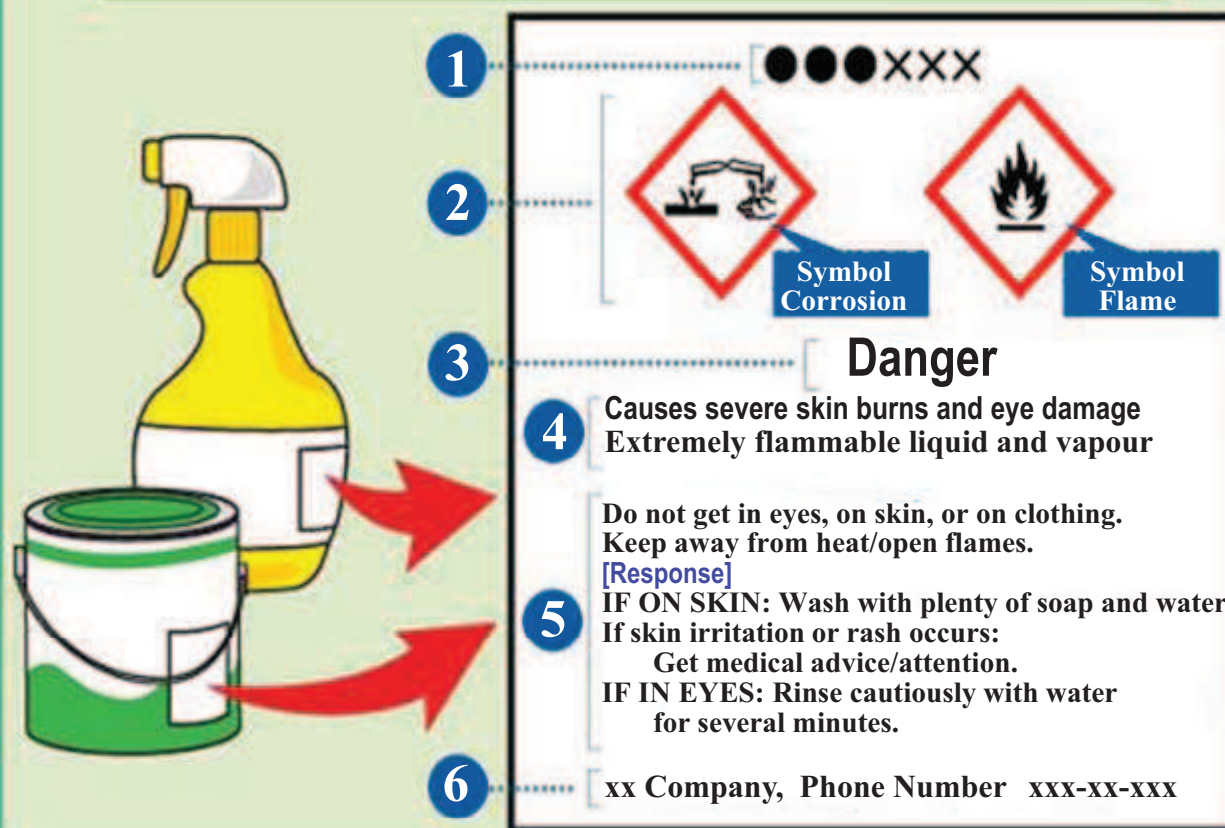 1
●●●×××
2
Symbol
Corrosion
Symbol
Flame
3
Danger
4
Causes severe skin burns and eye damage
Extremely flammable liquid and vapour
5
Do not get in eyes, on skin, or on clothing.
Keep away from heat/open flames.
[Response]
IF ON SKIN: Wash with plenty of soap and water
If skin irritation or rash occurs:
Get medical advice/attention.
IF IN EYES: Rinse cautiously with water
for several minutes.
6
xx Company, Phone Number xxx-xx-xxx